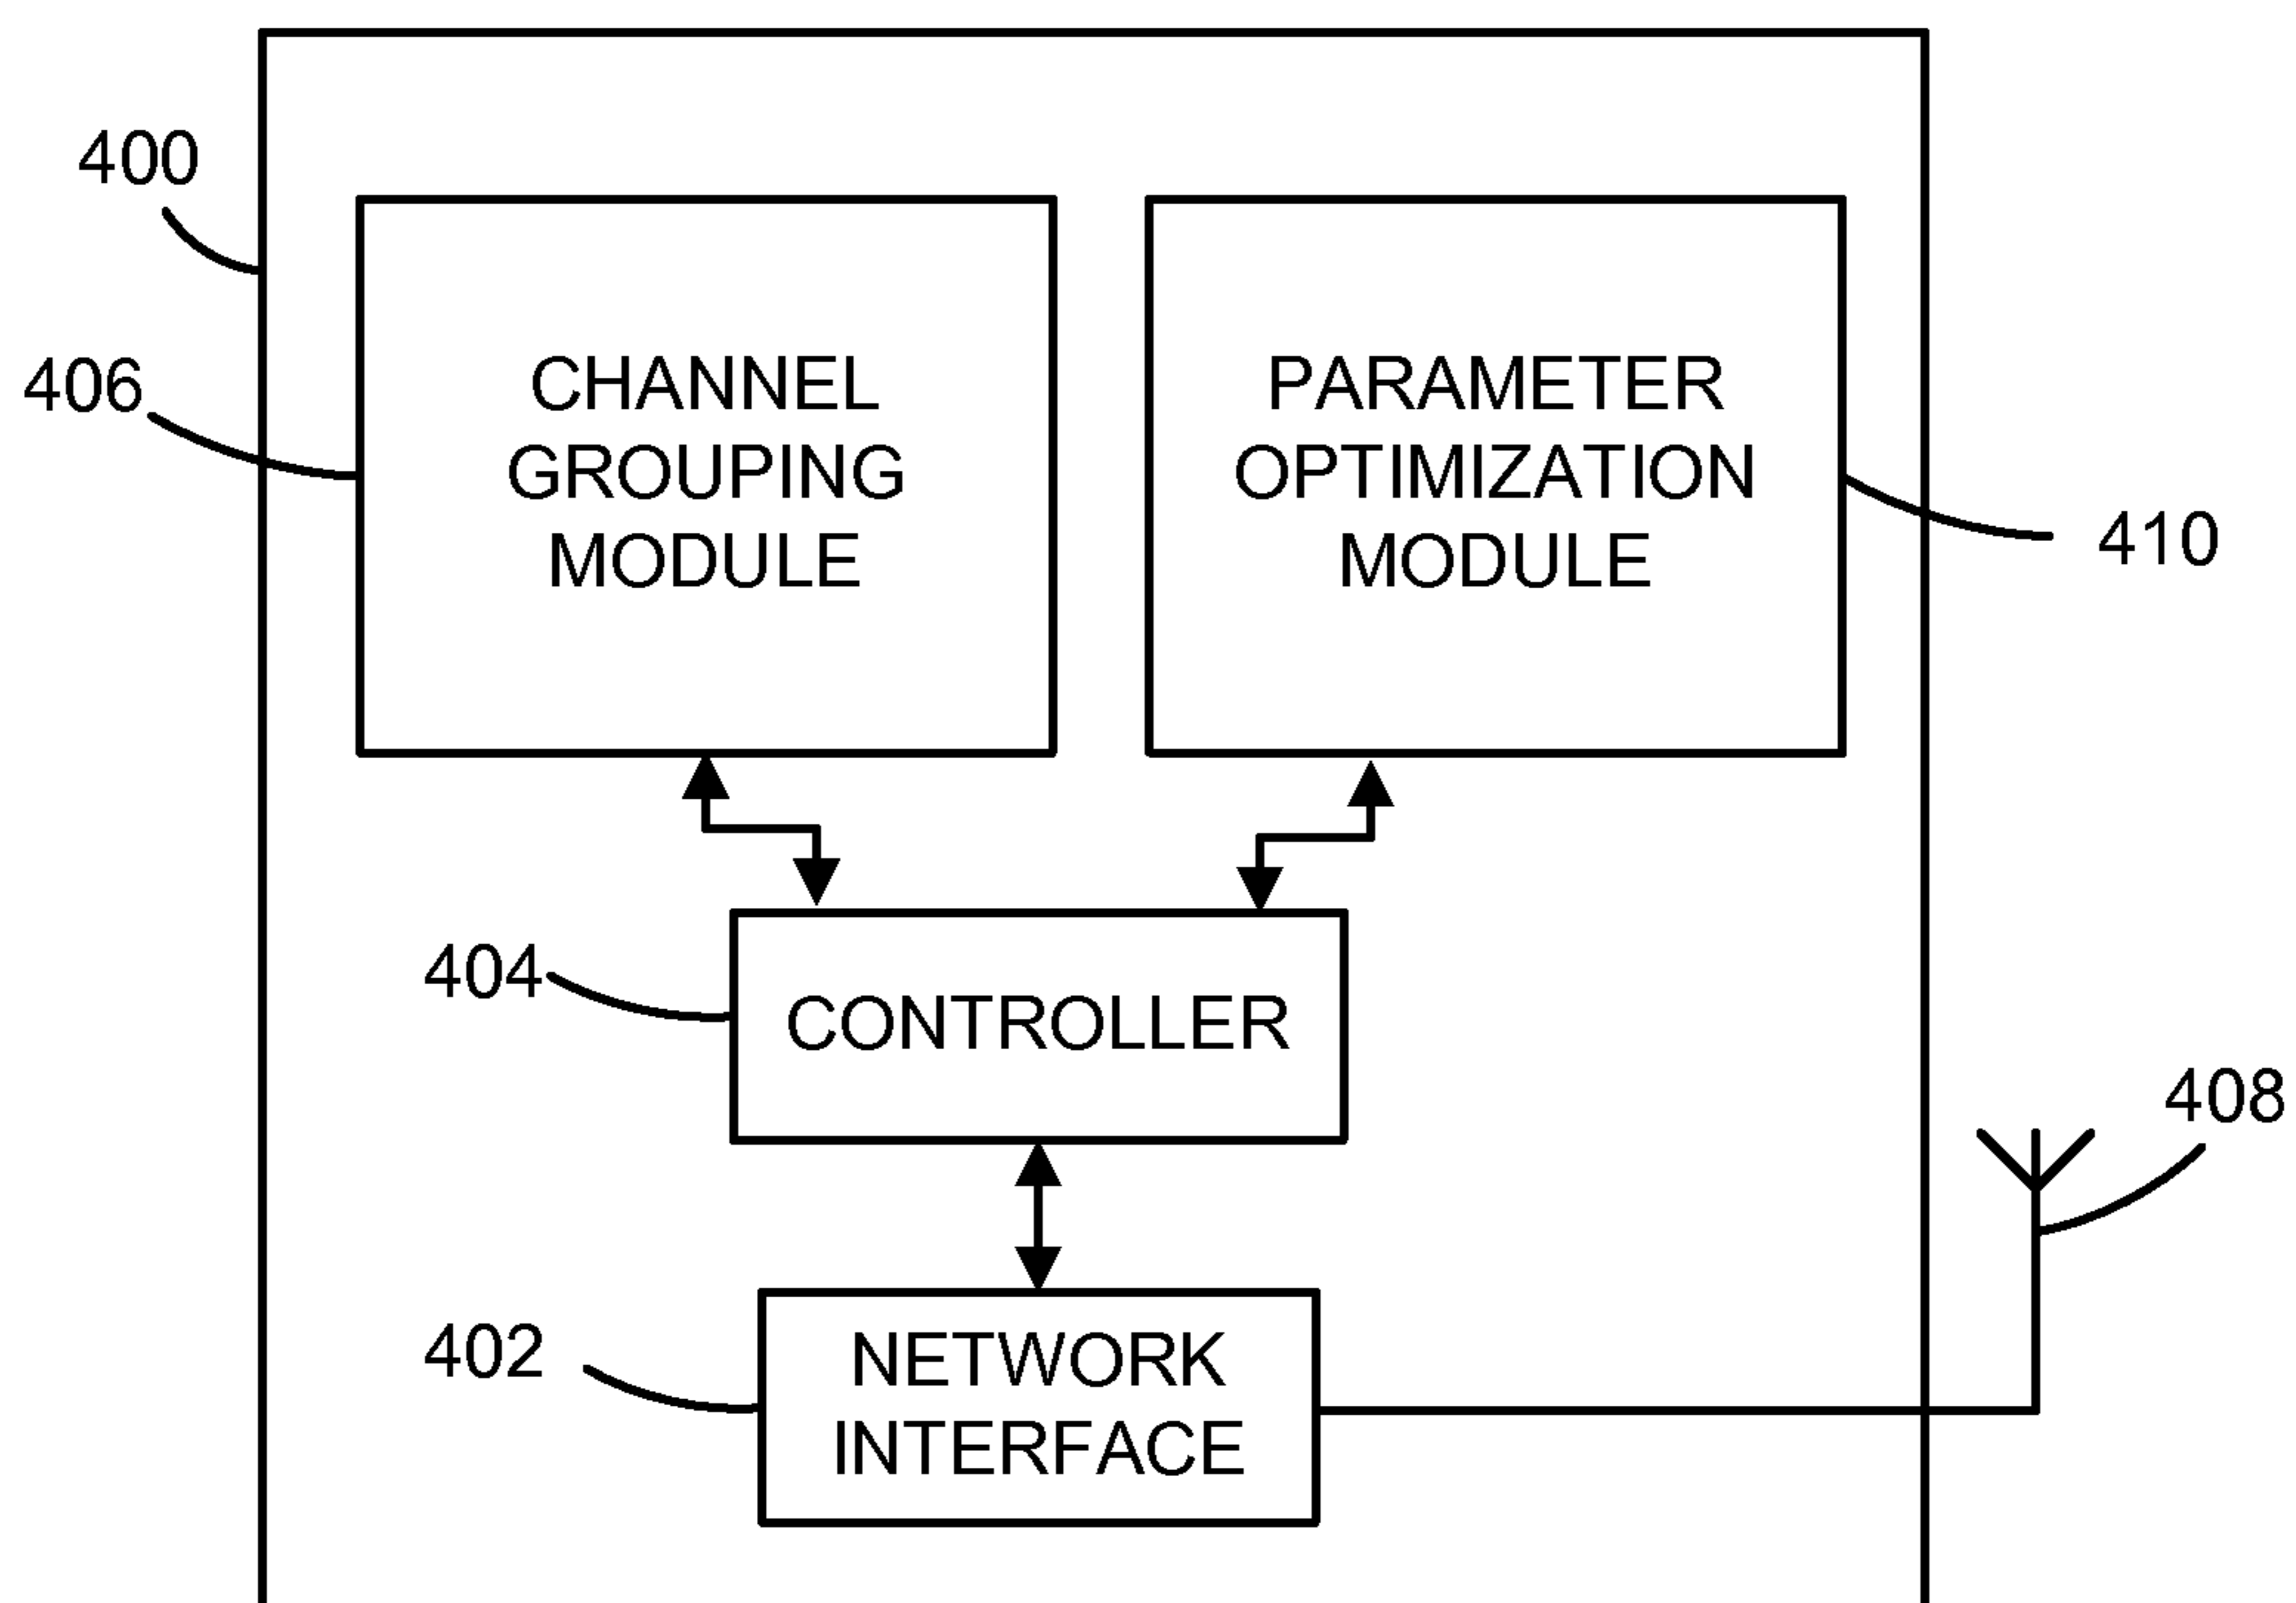 400
406
CHANNEL
GROUPING
MODULE
PARAMETER
OPTIMIZATION
MODULE
410
404
CONTROLLER
408
402
NETWORK
INTERFACE